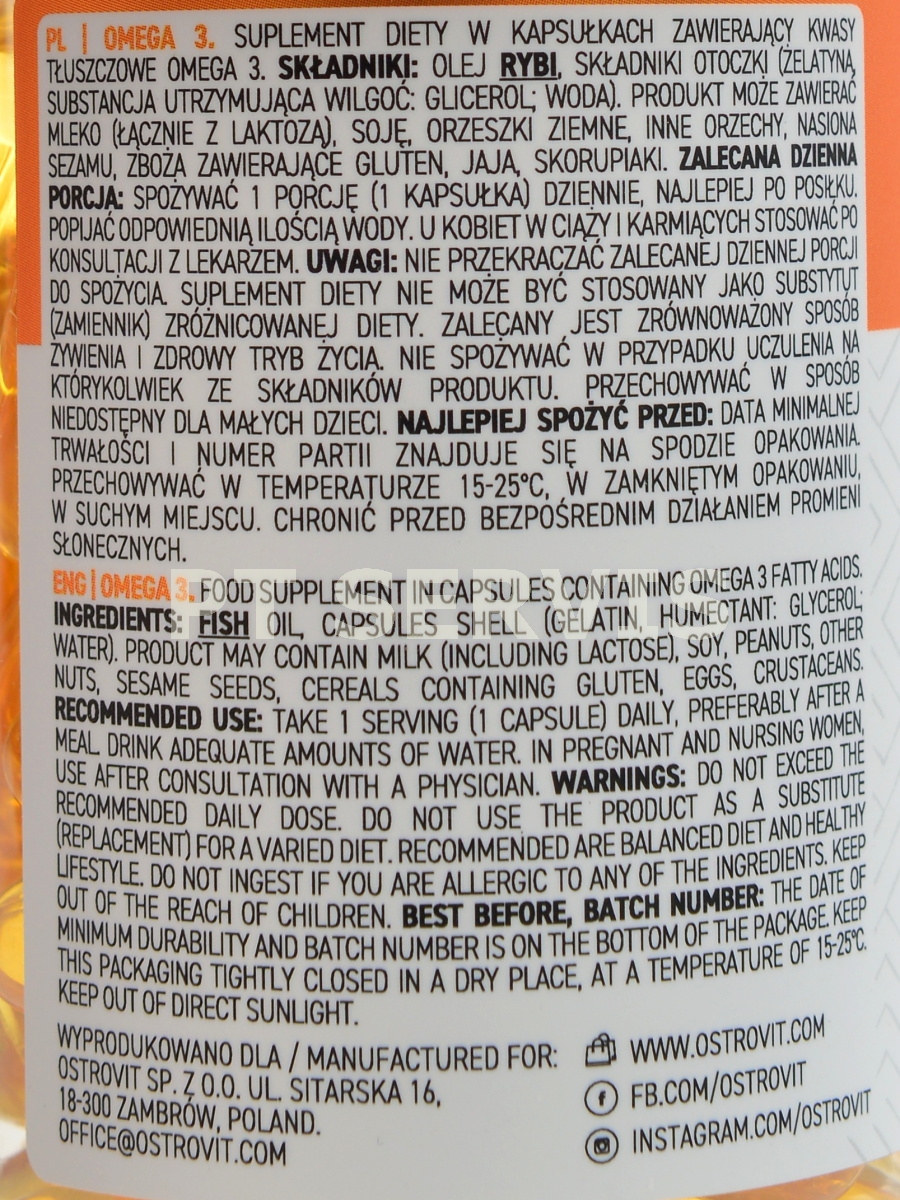 PL | OMEGA 3. SUPLEMENT DIETY W KAPSUŁKACH ZAWIERAJĄCY KWASY
TŁUSZCZOWE OMEGA 3. SKŁADNIKI: OLEJ RYBI, SKŁADNIKI OTOCZKI (ŻELATYNA,
SUBSTANCJA UTRZYMUJĄCA WILGOĆ: GLICEROL; WODA). PRODUKT MOŻE ZAWIERAĆ
MLEKO (ŁĄCZNIE Z LAKTOZĄ), SOJĘ, ORZESZKI ZIEMNE, INNE ORZECHY, NASIONA
SEZAMU, ZBOŻA ZAWIERAJĄCE GLUTEN, JAJA, SKORUPIAKI. ZALECANA DZIENNA
PORCJA: SPOŻYWAĆ 1 PORCJĘ (1 KAPSUŁKA) DZIENNIE, NAJLEPIEJ PO POSIŁKU.
POPIJAĆ ODPOWIEDNIĄ ILOŚCIĄ WODY. U KOBIET W CIĄŻY I KARMIĄCYCH STOSOWAĆ PO
KONSULTACJI Z LEKARZEM. UWAGI: NIE PRZEKRACZAĆ ZALECANEJ DZIENNEJ PORCJI
DO SPOŻYCIA. SUPLEMENT DIETY NIE MOŻE BYĆ STOSOWANY JAKO SUBSTYTUT
(ZAMIENNIK) ZRÓŻNICOWANEJ DIETY. ZALECANY JEST ZRÓWNOWAŻONY SPOSÓB
ŻYWIENIA I ZDROWY TRYB ŻYCIA. NIE SPOŻYWAĆ W PRZYPADKU UCZULENIA NA
KTÓRYKOLWIEK ZE SKŁADNIKÓW PRODUKTU. PRZECHOWYWAĆ W SPOSÓB
NIEDOSTĘPNY DLA MAŁYCH DZIECI. NAJLEPIEJ SPOŻYĆ PRZED: DATA MINIMALNEJ
TRWAŁOŚCI I NUMER PARTII ZNAJDUJE SIĘ NA SPODZIE OPAKOWANIA.
PRZECHOWYWAĆ W TEMPERATURZE 15-25°C, W ZAMKNIĘTYM OPAKOWANIU,
W SUCHYM MIEJSCU. CHRONIĆ PRZED BEZPOŚREDNIM DZIAŁANIEM PROMIENI
SŁONECZNYCH.
ENG | OMEGA 3. FOOD SUPPLEMENT IN CAPSULES CONTAINING OMEGA 3 FATTY ACIDS.
PT SERVIS
INGREDIENTS: FISH OIL, CAPSULES SHELL (GELATIN, HUMECTANT: GLYCEROL;
WATER). PRODUCT MAY CONTAIN MILK (INCLUDING LACTOSE), SOY, PEANUTS, OTHER
NUTS, SESAME SEEDS, CEREALS CONTAINING GLUTEN, EGGS, CRUSTACEANS.
RECOMMENDED USE: TAKE 1 SERVING (1 CAPSULE) DAILY, PREFERABLY AFTER A
MEAL. DRINK ADEQUATE AMOUNTS OF WATER. IN PREGNANT AND NURSING WOMEN,
USE AFTER CONSULTATION WITH A PHYSICIAN. WARNINGS: DO NOT EXCEED THE
RECOMMENDED DAILY DOSE. DO NOT USE THE PRODUCT AS A SUBSTITUTE
(REPLACEMENT) FOR A VARIED DIET. RECOMMENDED ARE BALANCED DIET AND HEALTHY
LIFESTYLE. DO NOT INGEST IF YOU ARE ALLERGIC TO ANY OF THE INGREDIENTS. KEEP
OUT OF THE REACH OF CHILDREN. BEST BEFORE, BATCH NUMBER: THE DATE OF
MINIMUM DURABILITY AND BATCH NUMBER IS ON THE BOTTOM OF THE PACKAGE. KEEP
THIS PACKAGING TIGHTLY CLOSED IN A DRY PLACE, AT A TEMPERATURE OF 15-25°C.
KEEP OUT OF DIRECT SUNLIGHT.
WYPRODUKOWANO DLA / MANUFACTURED FOR:
OSTROVIT SP. Z O.O. UL. SITARSKA 16,
18-300 ZAMBRÓW, POLAND.
OFFICE@OSTROVIT.COM
WWW.OSTROVIT.COM
FB.COM/OSTROVIT
INSTAGRAM.COM/OSTROVIT